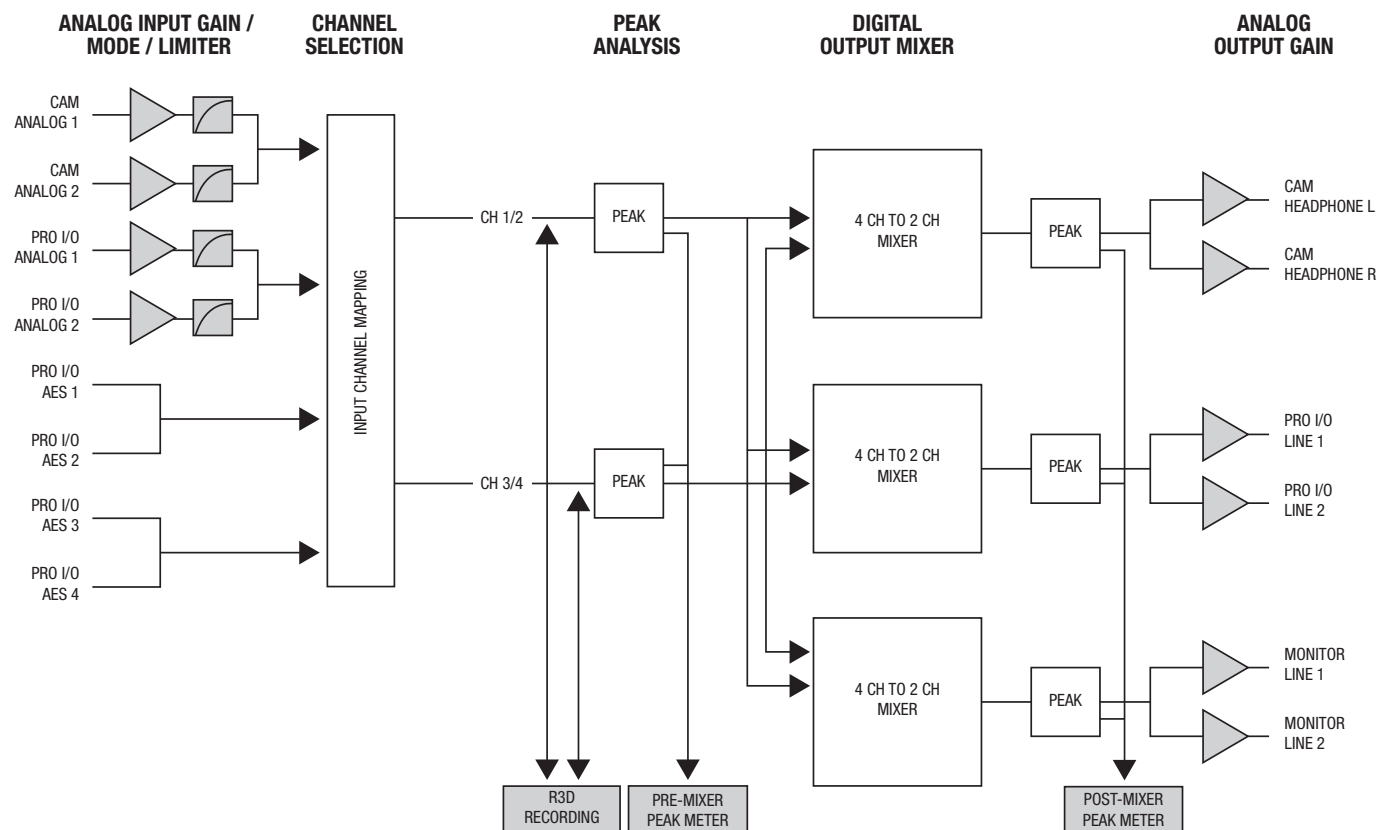 ANALOG INPUT GAIN /
MODE / LIMITER
CHANNEL
SELECTION
PEAK
ANALYSIS
DIGITAL
OUTPUT MIXER
ANALOG
OUTPUT GAIN
CAM
ANALOG 1
CAM
ANALOG 2
PRO I/O
ANALOG 1
PRO I/O
ANALOG 2
PRO I/O
AES 1
PRO I/O
AES 2
PRO I/O
AES 3
PRO I/O
AES 4
INPUT CHANNEL MAPPING
CH 1/2
CH 3/4
PEAK
PEAK
R3D
RECORDING
PRE-MIXER
PEAK METER
4 CH TO 2 CH
MIXER
4 CH TO 2 CH
MIXER
4 CH TO 2 CH
MIXER
PEAK
PEAK
PEAK
POST-MIXER
PEAK METER
CAM
HEADPHONE L
CAM
HEADPHONE R
PRO I/O
LINE 1
PRO I/O
LINE 2
MONITOR
LINE 1
MONITOR
LINE 2